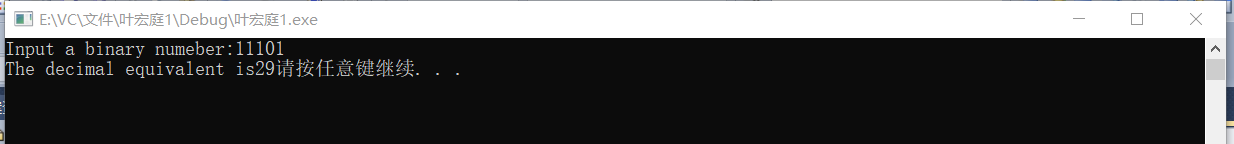 E:\VC\文件\叶宏庭1\Debug\叶宏庭1.exe
Input a binary numeber:11101
The decimal equivalent is29请按任意键继续. . .